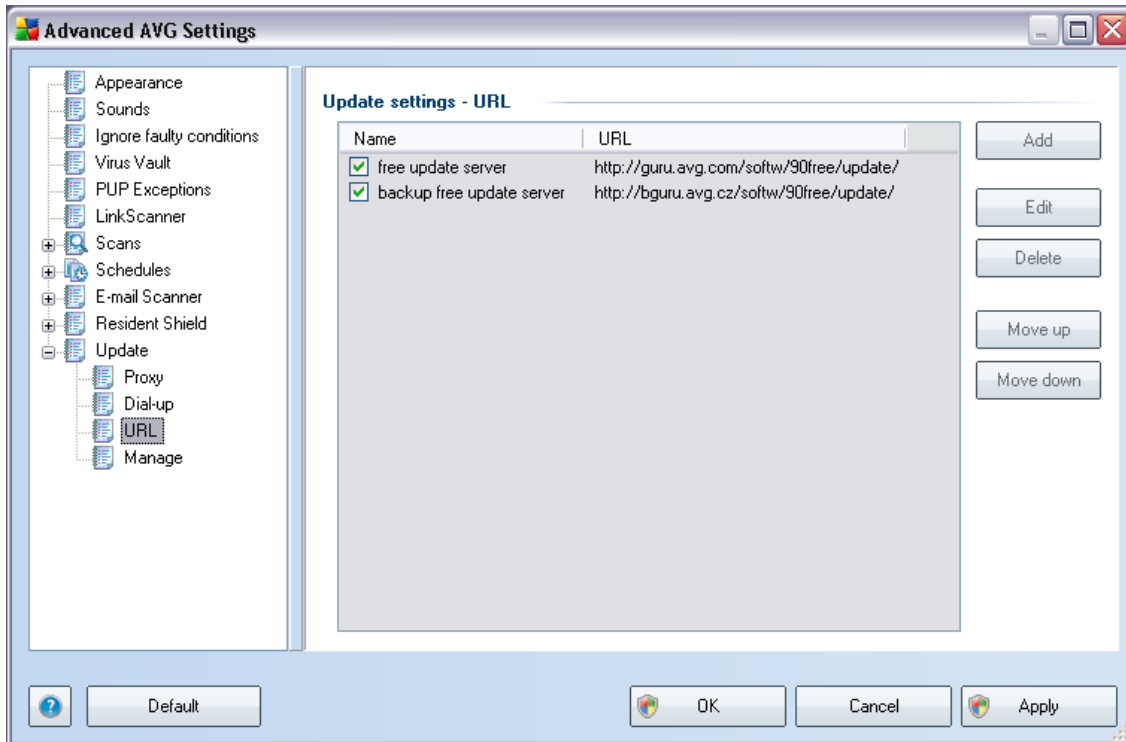 Advanced AVG Settings
Appearance
Sounds
Ignore faulty conditions
Virus Vault
PUP Exceptions
LinkScanner
Scans
Schedules
E-mail Scanner
Resident Shield
Update
Proxy
Dial-up
URL
Manage
Update settings - URL
Name URL
free update server http://guru.avg.com/softw/90free/update/
backup free update server http://bguru.avg.cz/softw/90free/update/
Add
Edit
Delete
Move up
Move down
? Default OK Cancel Apply